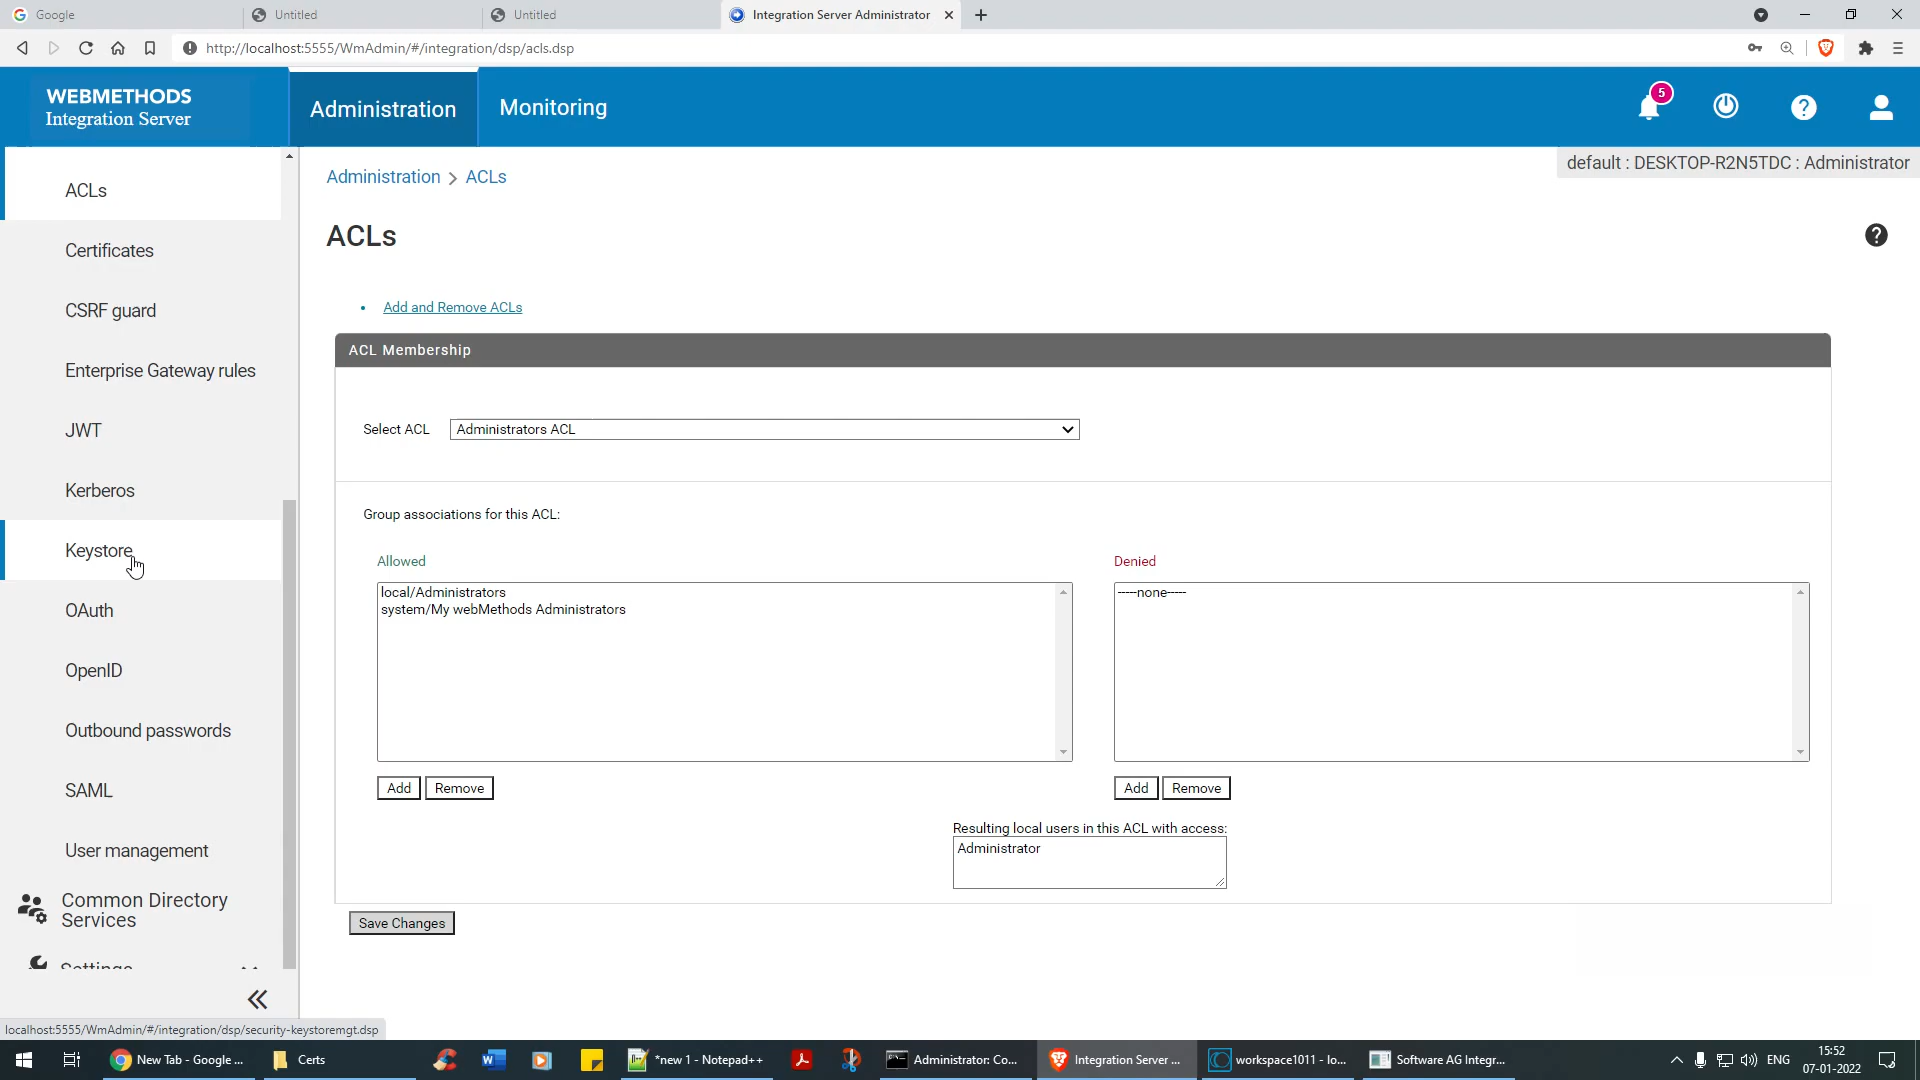 Google
Untitled
Untitled
Integration Server Administrator
http://localhost:5555/WmAdmin/#/integration/dsp/acls.dsp
WEBMETHODS
Integration Server
Administration
Monitoring
5
default : DESKTOP-R2N5TDC : Administrator
ACLs
Certificates
CSRF guard
Enterprise Gateway rules
JWT
Kerberos
Keystore
OAuth
OpenID
Outbound passwords
SAML
User management
Common Directory
Services
Settings
Administration > ACLs
ACLs
Add and Remove ACLs
ACL Membership
Select ACL
Administrators ACL
Group associations for this ACL:
Allowed
local/Administrators
system/My webMethods Administrators
Add
Remove
Denied
-----none-----
Add
Remove
Resulting local users in this ACL with access:
Administrator
Save Changes
localhost:5555/WmAdmin/#/integration/dsp/security-keystoremgt.dsp
New Tab - Google ...
Certs
*new 1 - Notepad++
Administrator: Co...
Integration Server ...
workspace1011 - Io...
Software AG Integr...
ENG
15:52
07-01-2022